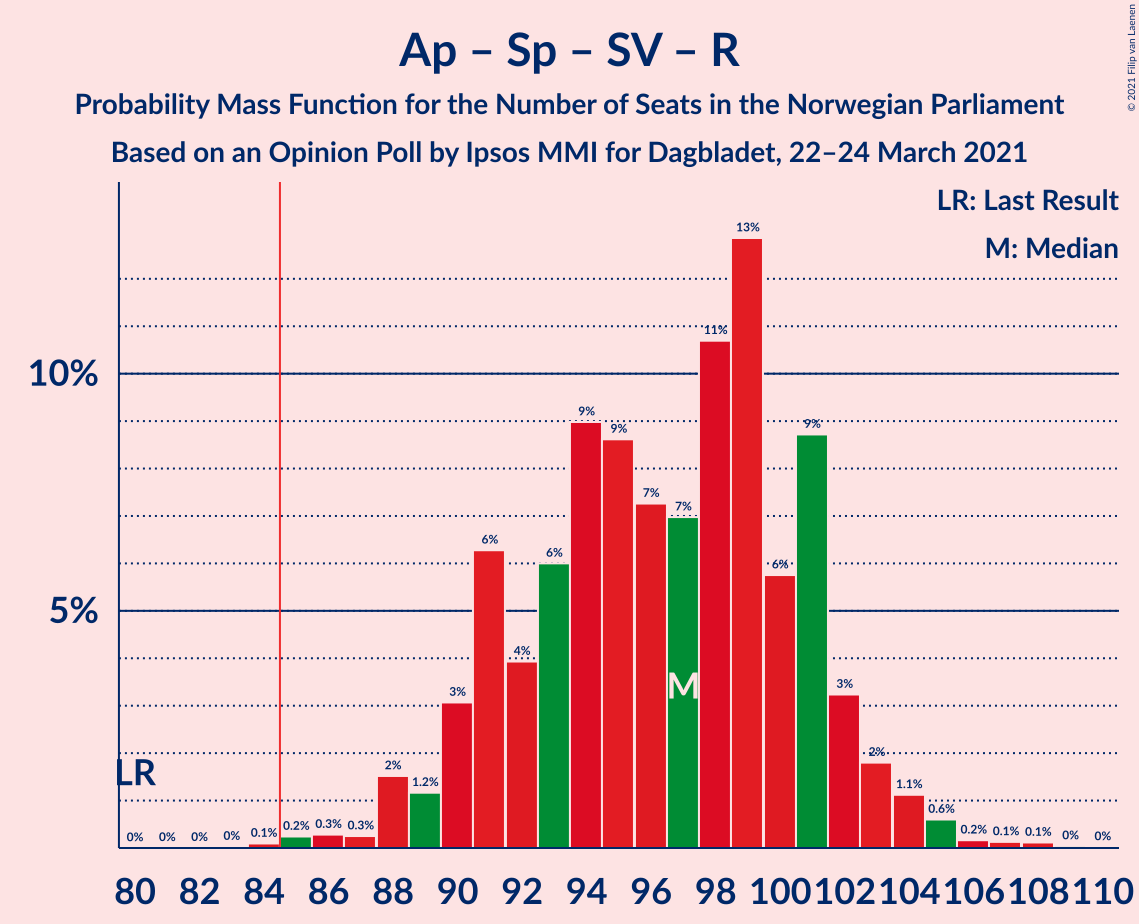 Ap – Sp – SV – R
Probability Mass Function for the Number of Seats in the Norwegian Parliament
Based on an Opinion Poll by Ipsos MMI for Dagbladet, 22–24 March 2021
© 2021 Filip van Laenen
LR: Last Result
M: Median
10%
5%
LR
M
0% 0% 0% 0% 0.1% 0.2% 0.3% 0.3% 2% 1.2% 3% 6% 4% 6% 9% 9% 7% 7% 11% 13% 6% 9% 3% 2% 1.1% 0.6% 0.2% 0.1% 0.1% 0% 0%
80 82 84 86 88 90 92 94 96 98 100 102 104 106 108 110